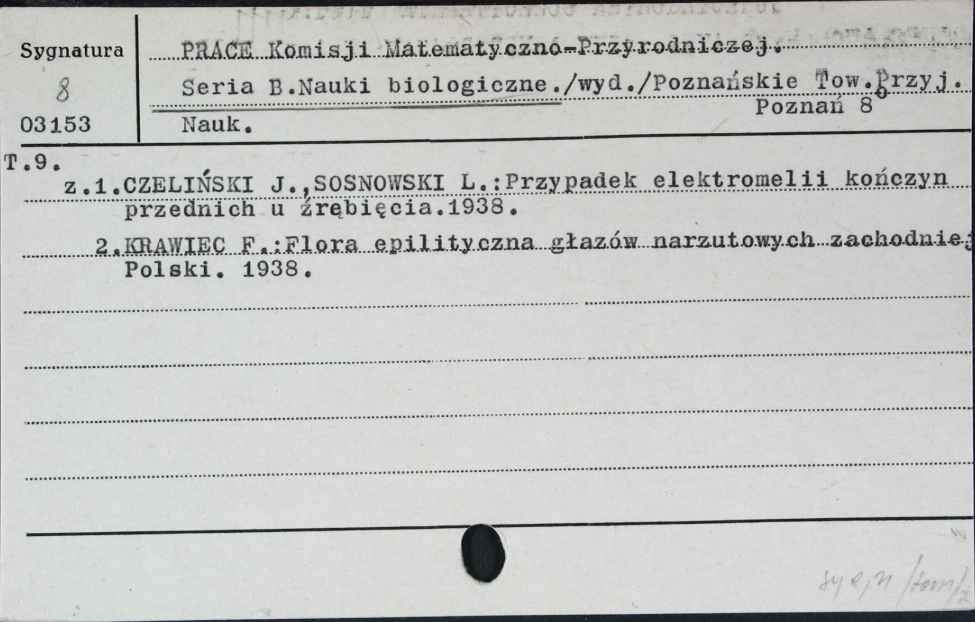 Sygnatura
8
03153
PRACE Komisji Matematyczno-Przyrodniczej.
Seria B.Nauki biologiczne./wyd./Poznańskie Tow.Przyj.
Poznań 8°
Nauk.
T.9.
z.1.CZELIŃSKI J.,SOSNOWSKI L.:Przypadek elektromelii kończyn
przednich u źrębięcia.1938.
2.KRAWIEC F.:Flora epilityczna głazów narzutowych zachodniej
Polski. 1938.